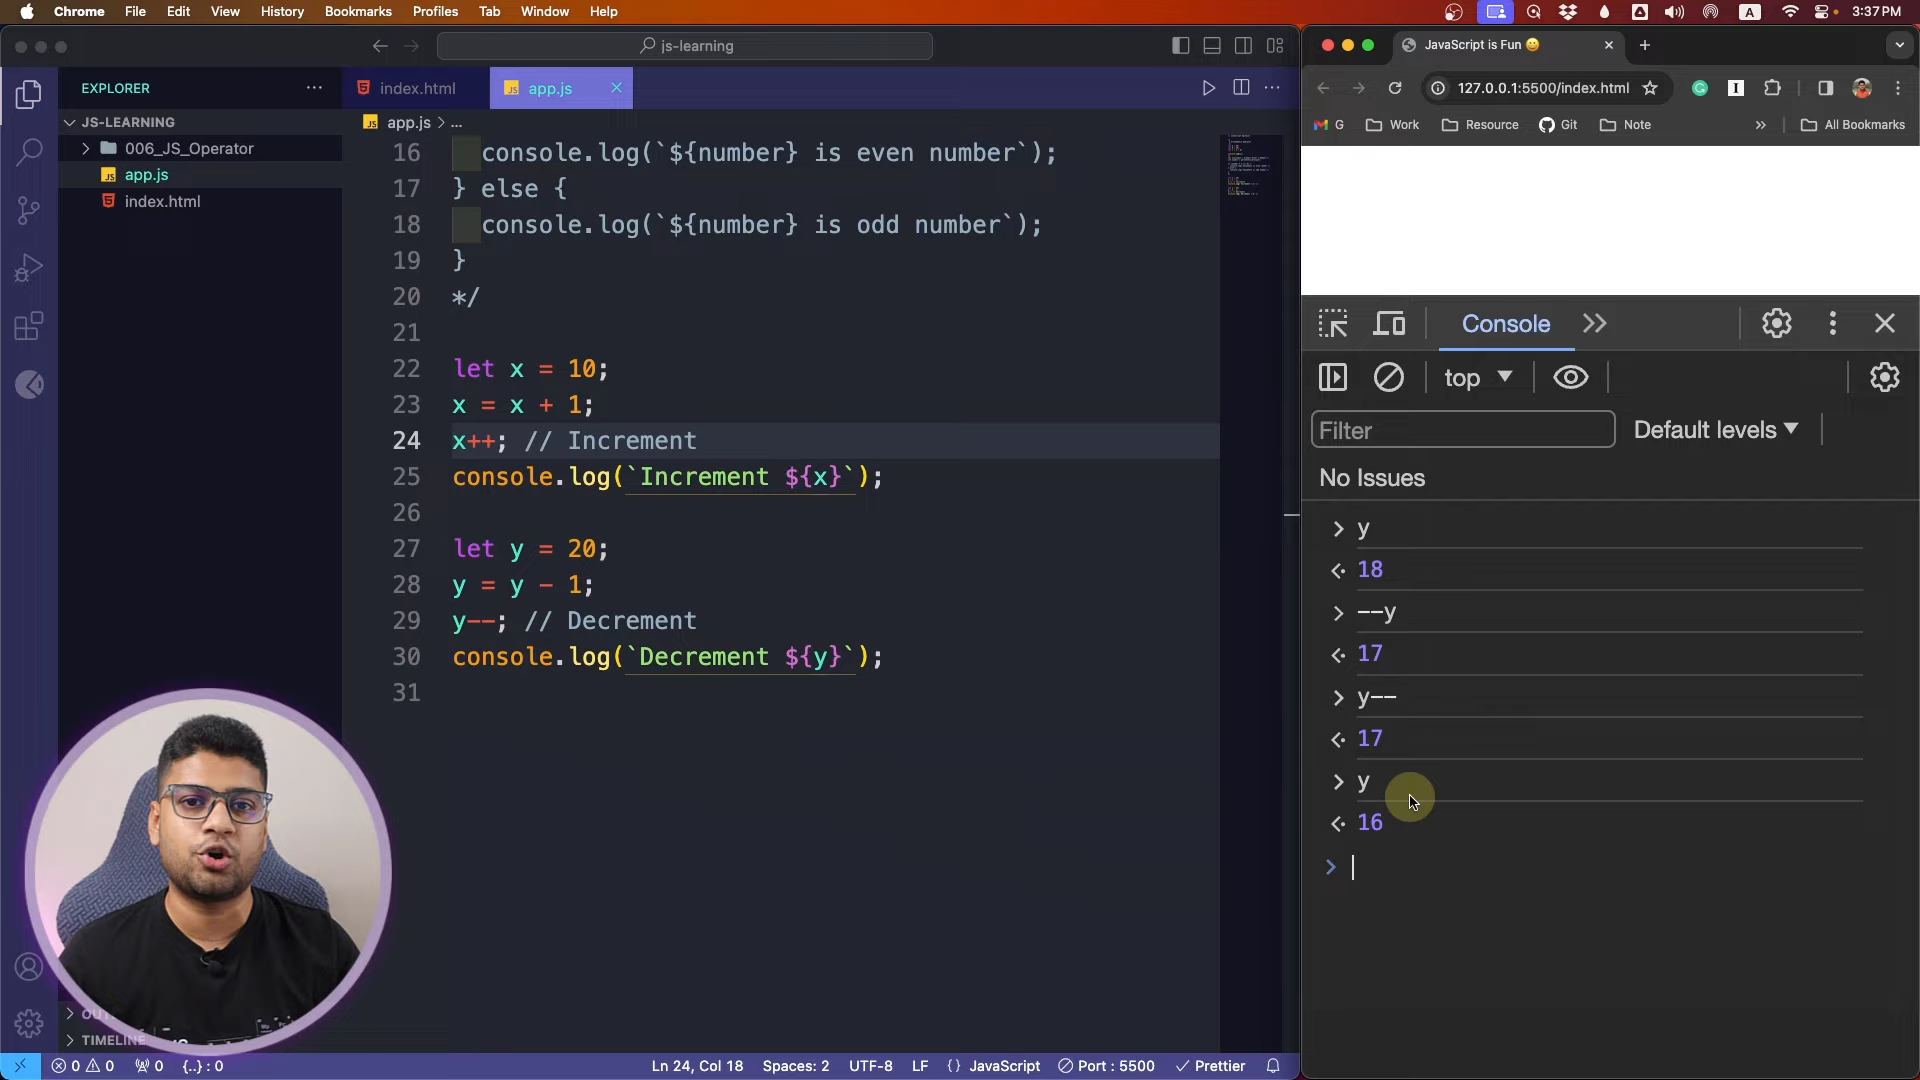 Chrome File Edit View History Bookmarks Profiles Tab Window Help
A 3:37 PM
js-learning
JavaScript is Fun 😀
127.0.0.1:5500/index.html
G Work Resource Git Note » All Bookmarks
EXPLORER
JS-LEARNING
006_JS_Operator
JS app.js
index.html
index.html
JS app.js
JS app.js > ...
16 console.log(`${number} is even number`);
17 } else {
18 console.log(`${number} is odd number`);
19 }
20 */
21
22 let x = 10;
23 x = x + 1;
24 x++; // Increment
25 console.log(`Increment ${x}`);
26
27 let y = 20;
28 y = y - 1;
29 y--; // Decrement
30 console.log(`Decrement ${y}`);
31
Console
top
Filter
Default levels
No Issues
> y
18
> --y
17
> y--
17
> y
16
>
TIMELINE
0 0 0 {..} : 0
Ln 24, Col 18 Spaces: 2 UTF-8 LF {} JavaScript Port : 5500 Prettier